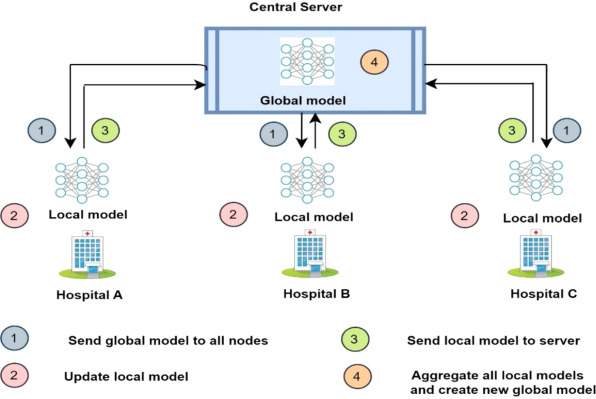 Central Server
4
Global model
1
3
1
3
3
1
Local model
Local model
Local model
2
2
2
Hospital A
Hospital B
Hospital C
1
Send global model to all nodes
3
Send local model to server
2
Update local model
4
Aggregate all local models
and create new global model